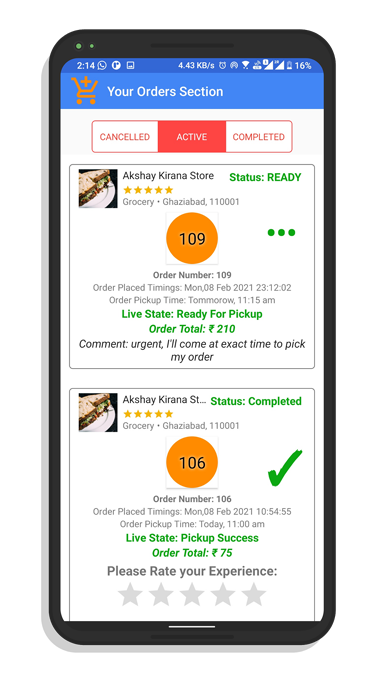 2:14 4.43 KB/s 16%
Your Orders Section
CANCELLED ACTIVE COMPLETED
Akshay Kirana Store Status: READY
Grocery • Ghaziabad, 110001
109
Order Number: 109
Order Placed Timings: Mon,08 Feb 2021 23:12:02
Order Pickup Time: Tommorow, 11:15 am
Live State: Ready For Pickup
Order Total: ₹ 210
Comment: urgent, I'll come at exact time to pick
my order
Akshay Kirana St... Status: Completed
Grocery • Ghaziabad, 110001
106
Order Number: 106
Order Placed Timings: Mon,08 Feb 2021 10:54:55
Order Pickup Time: Today, 11:00 am
Live State: Pickup Success
Order Total: ₹ 75
Please Rate your Experience: